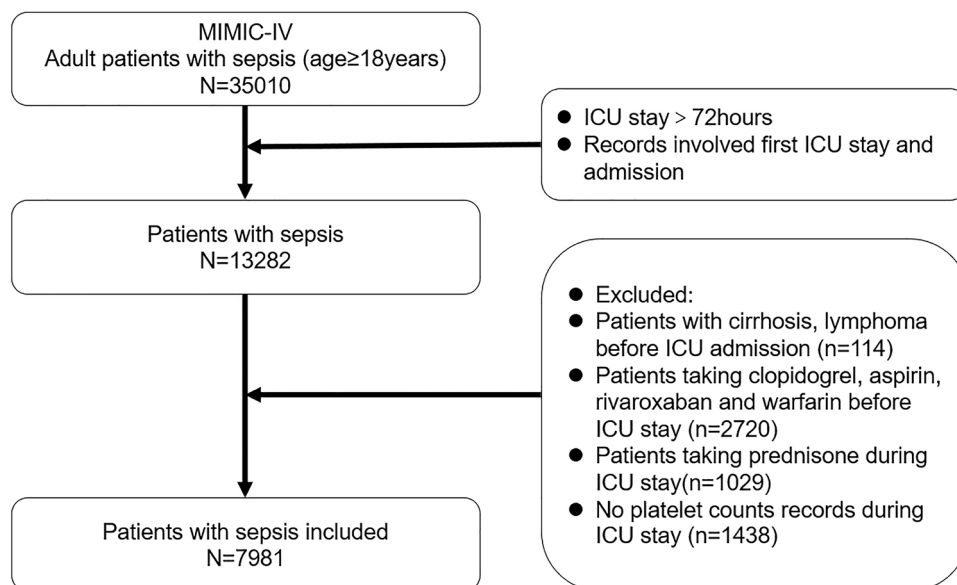 MIMIC-IV
Adult patients with sepsis (age≥18years)
N=35010
● ICU stay＞72hours
● Records involved first ICU stay and
admission
Patients with sepsis
N=13282
● Excluded:
● Patients with cirrhosis, lymphoma
before ICU admission (n=114)
● Patients taking clopidogrel, aspirin,
rivaroxaban and warfarin before
ICU stay (n=2720)
● Patients taking prednisone during
ICU stay(n=1029)
● No platelet counts records during
ICU stay (n=1438)
Patients with sepsis included
N=7981